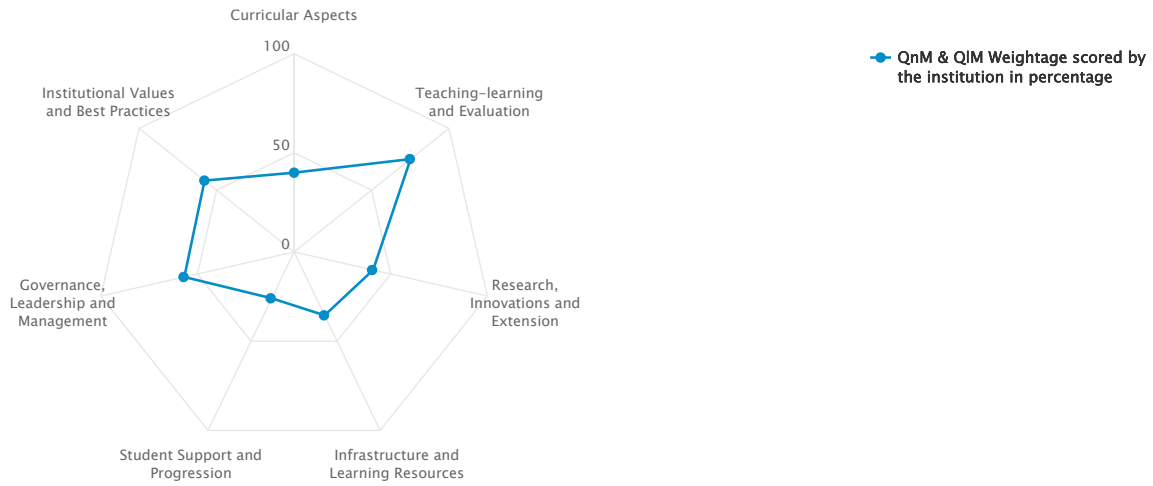 Curricular Aspects
100
QnM & QlM Weightage scored by
the institution in percentage
Institutional Values
and Best Practices
Teaching-learning
and Evaluation
50
0
Governance,
Leadership and
Management
Research,
Innovations and
Extension
Student Support and
Progression
Infrastructure and
Learning Resources